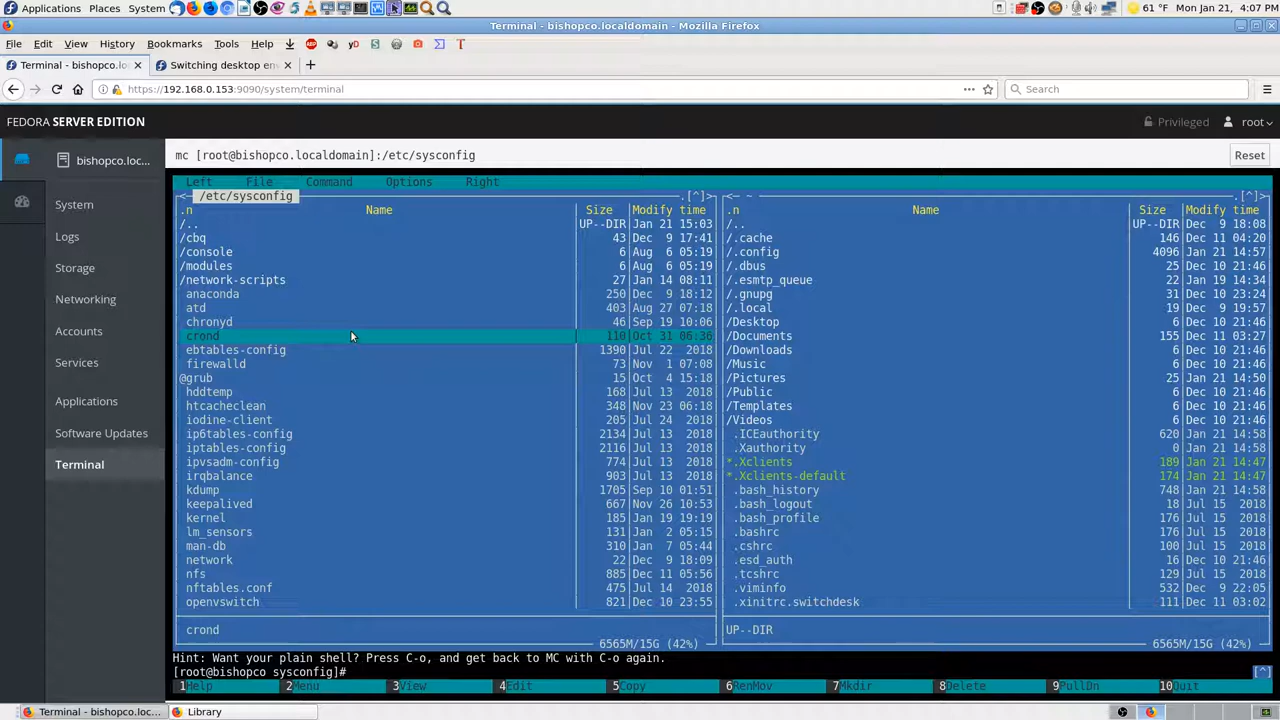 Applications Places System 61 °F Mon Jan 21, 4:07 PM
Terminal - bishopco.localdomain - Mozilla Firefox
File Edit View History Bookmarks Tools Help
Terminal - bishopco.lo Switching desktop en
https://192.168.0.153:9090/system/terminal Search
FEDORA SERVER EDITION Privileged root
bishopco.loc... mc [root@bishopco.localdomain]:/etc/sysconfig Reset
System
Logs
Storage
Networking
Accounts
Services
Applications
Software Updates
Terminal
Left File Command Options Right
<─ /etc/sysconfig .[^]>
.n Name Size Modify time
/.. UP--DIR Jan 21 15:03
/cbq 43 Dec 9 17:41
/console 6 Aug 6 05:19
/modules 6 Aug 6 05:19
/network-scripts 27 Jan 14 08:11
anaconda 250 Dec 9 18:12
atd 403 Aug 27 07:18
chronyd 46 Sep 19 10:06
crond 110 Oct 31 06:36
ebtables-config 1390 Jul 22 2018
firewalld 73 Nov 1 07:08
@grub 15 Oct 4 15:18
hddtemp 168 Jul 13 2018
htcacheclean 348 Nov 23 06:18
iodine-client 205 Jul 24 2018
ip6tables-config 2134 Jul 13 2018
iptables-config 2116 Jul 13 2018
ipvsadm-config 774 Jul 13 2018
irqbalance 903 Jul 13 2018
kdump 1705 Sep 10 01:51
keepalived 667 Nov 26 10:53
kernel 185 Jan 19 19:19
lm_sensors 131 Jan 2 05:15
man-db 310 Jan 7 05:44
network 22 Dec 9 18:09
nfs 885 Dec 11 05:56
nftables.conf 475 Jul 14 2018
openvswitch 821 Dec 10 23:55
crond
6565M/15G (42%)
<─ ~ .[^]>
.n Name Size Modify time
/.. UP--DIR Dec 9 18:08
/.cache 146 Dec 11 04:20
/.config 4096 Jan 21 14:57
/.dbus 25 Dec 10 21:46
/.esmtp_queue 22 Jan 19 14:34
/.gnupg 31 Dec 10 23:24
/.local 19 Dec 9 19:57
/Desktop 6 Dec 10 21:46
/Documents 155 Dec 11 03:27
/Downloads 6 Dec 10 21:46
/Music 6 Dec 10 21:46
/Pictures 25 Jan 21 14:50
/Public 6 Dec 10 21:46
/Templates 6 Dec 10 21:46
/Videos 6 Dec 10 21:46
.ICEauthority 620 Jan 21 14:58
.Xauthority 0 Jan 21 14:58
*.Xclients 189 Jan 21 14:47
*.Xclients-default 174 Jan 21 14:47
.bash_history 748 Jan 21 14:58
.bash_logout 18 Jul 15 2018
.bash_profile 176 Jul 15 2018
.bashrc 176 Jul 15 2018
.cshrc 100 Jul 15 2018
.esd_auth 16 Dec 10 21:46
.tcshrc 129 Jul 15 2018
.viminfo 532 Dec 9 22:05
.xinitrc.switchdesk 111 Dec 11 03:02
UP--DIR
6565M/15G (42%)
Hint: Want your plain shell? Press C-o, and get back to MC with C-o again.
[root@bishopco sysconfig]# [^]
1Help 2Menu 3View 4Edit 5Copy 6RenMov 7Mkdir 8Delete 9PullDn 10Quit
Terminal - bishopco.loc... Library